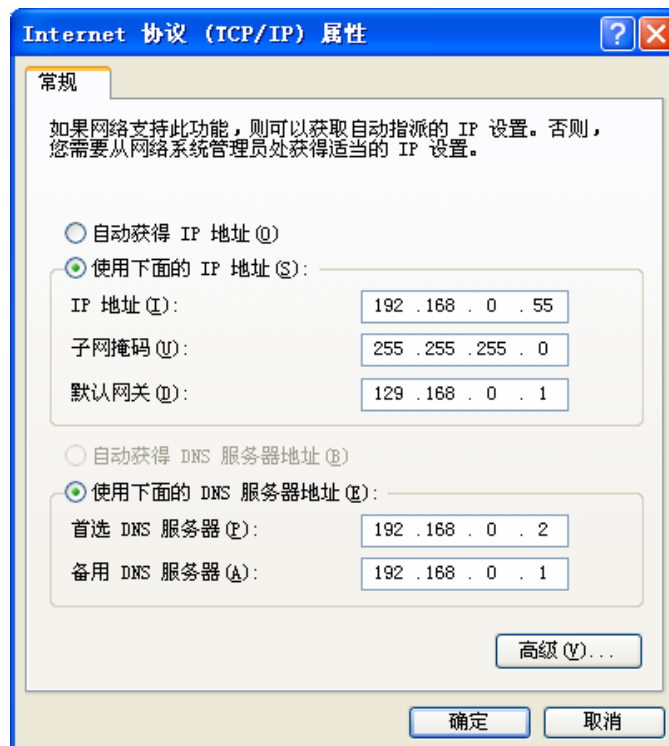 Internet 协议 (TCP/IP) 属性
常规
如果网络支持此功能，则可以获取自动指派的 IP 设置。否则，
您需要从网络系统管理员处获得适当的 IP 设置。
自动获得 IP 地址(O)
使用下面的 IP 地址(S):
IP 地址(I): 192 .168 . 0 . 55
子网掩码(U): 255 .255 .255 . 0
默认网关(D): 129 .168 . 0 . 1
自动获得 DNS 服务器地址(B)
使用下面的 DNS 服务器地址(E):
首选 DNS 服务器(P): 192 .168 . 0 . 2
备用 DNS 服务器(A): 192 .168 . 0 . 1
高级(V)...
确定 取消